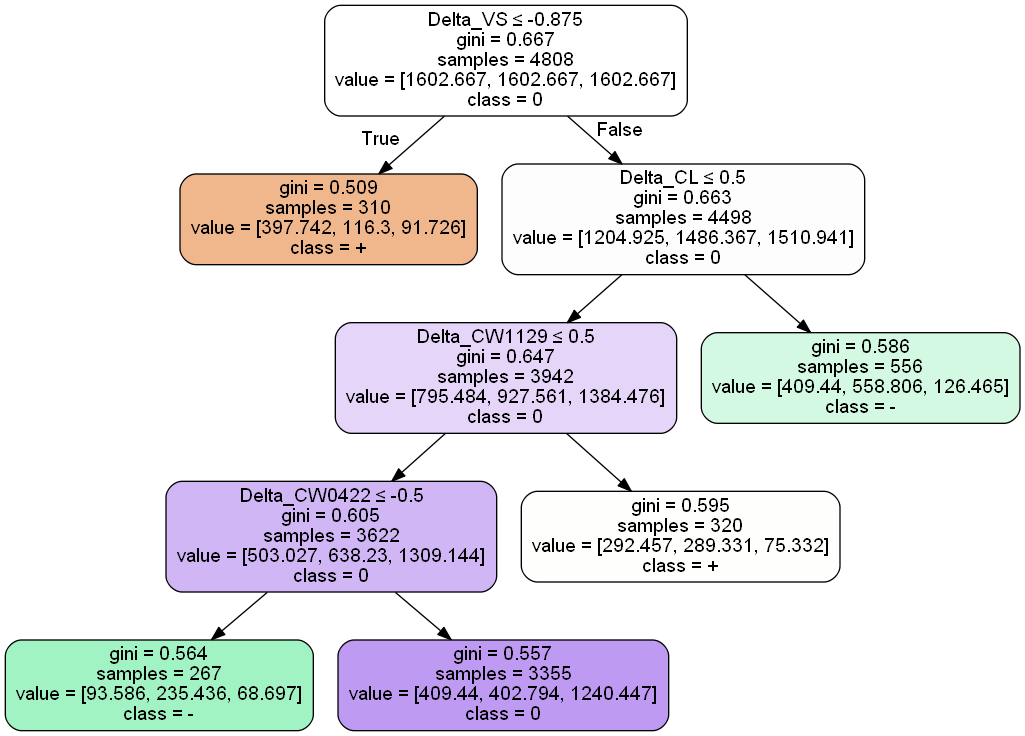 Delta_VS ≤ -0.875
gini = 0.667
samples = 4808
value = [1602.667, 1602.667, 1602.667]
class = 0
True
False
gini = 0.509
samples = 310
value = [397.742, 116.3, 91.726]
class = +
Delta_CL ≤ 0.5
gini = 0.663
samples = 4498
value = [1204.925, 1486.367, 1510.941]
class = 0
Delta_CW1129 ≤ 0.5
gini = 0.647
samples = 3942
value = [795.484, 927.561, 1384.476]
class = 0
gini = 0.586
samples = 556
value = [409.44, 558.806, 126.465]
class = -
Delta_CW0422 ≤ -0.5
gini = 0.605
samples = 3622
value = [503.027, 638.23, 1309.144]
class = 0
gini = 0.595
samples = 320
value = [292.457, 289.331, 75.332]
class = +
gini = 0.564
samples = 267
value = [93.586, 235.436, 68.697]
class = -
gini = 0.557
samples = 3355
value = [409.44, 402.794, 1240.447]
class = 0